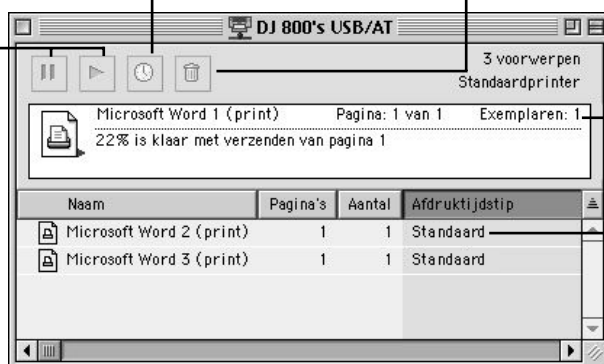 DJ 800's USB/AT
3 voorwerpen
Standaardprinter
Microsoft Word 1 (print) Pagina: 1 van 1 Exemplaren: 1
22% is klaar met verzenden van pagina 1
Naam Pagina's Aantal Afdruktijdstip
Microsoft Word 2 (print) 1 1 Standaard
Microsoft Word 3 (print) 1 1 Standaard